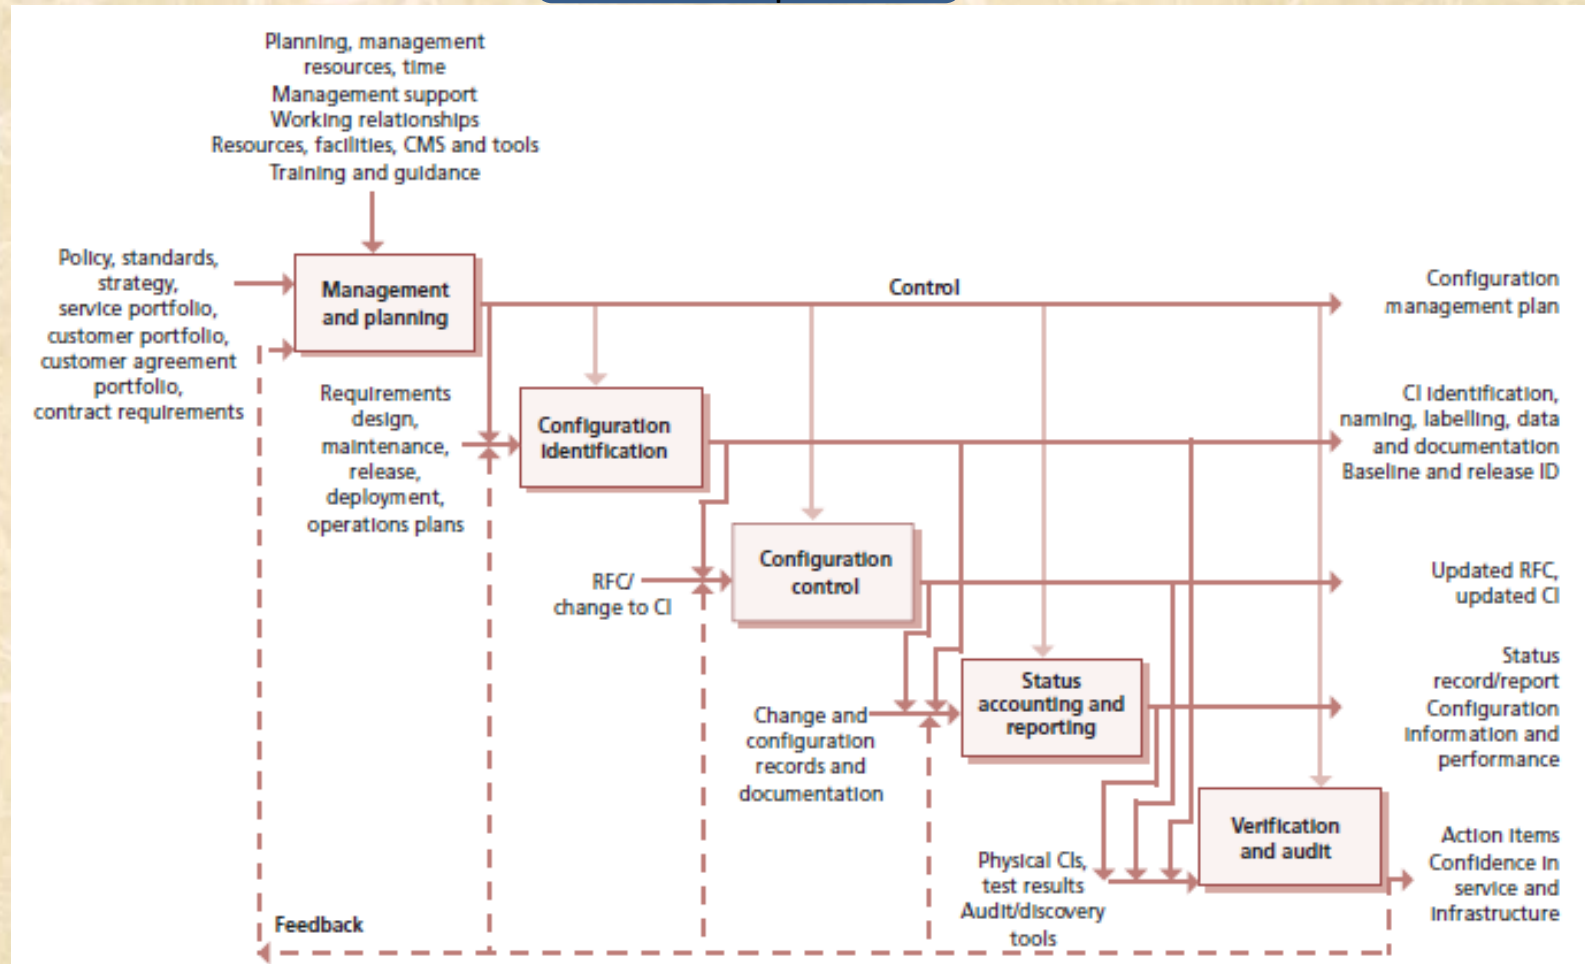 Planning, management
resources, time
Management support
Working relationships
Resources, facilities, CMS and tools
Training and guidance
Policy, standards,
strategy,
service portfolio,
customer portfolio,
customer agreement
portfolio,
contract requirements
Management
and planning
Control
Configuration
management plan
Requirements
design,
maintenance,
release,
deployment,
operations plans
Configuration
identification
CI identification,
naming, labelling, data
and documentation
Baseline and release ID
RFC/
change to CI
Configuration
control
Updated RFC,
updated CI
Change and
configuration
records and
documentation
Status
accounting and
reporting
Status
record/report
Configuration
information and
performance
Physical CIs,
test results
Audit/discovery
tools
Verification
and audit
Action items
Confidence in
service and
infrastructure
Feedback